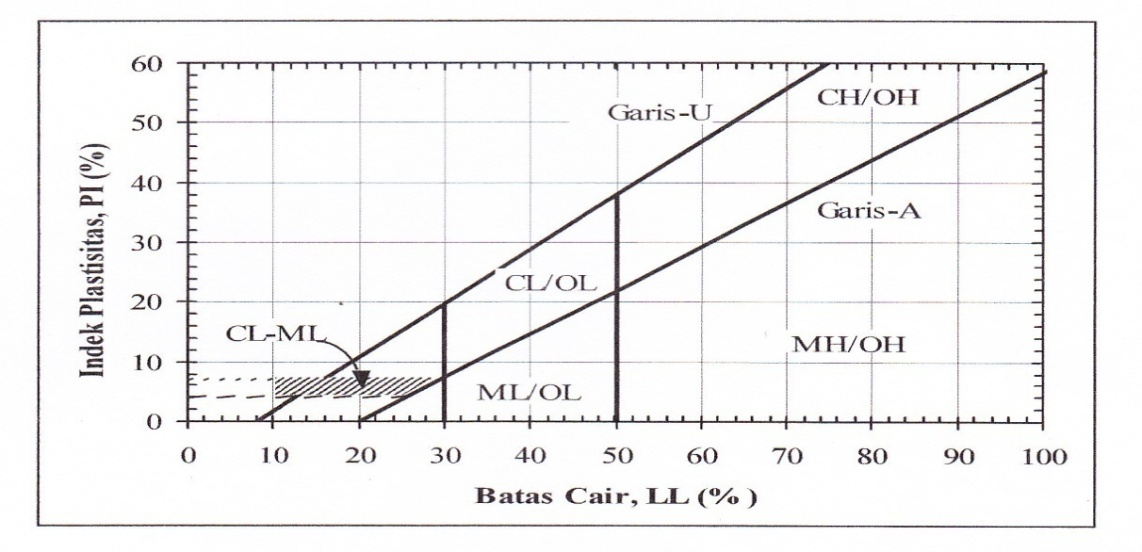 Indek Plastisitas, PI (%)
60
50
40
30
20
10
0
Garis-U
CH/OH
Garis-A
CL/OL
CL-ML
MH/OH
ML/OL
0 10 20 30 40 50 60 70 80 90 100
Batas Cair, LL (% )